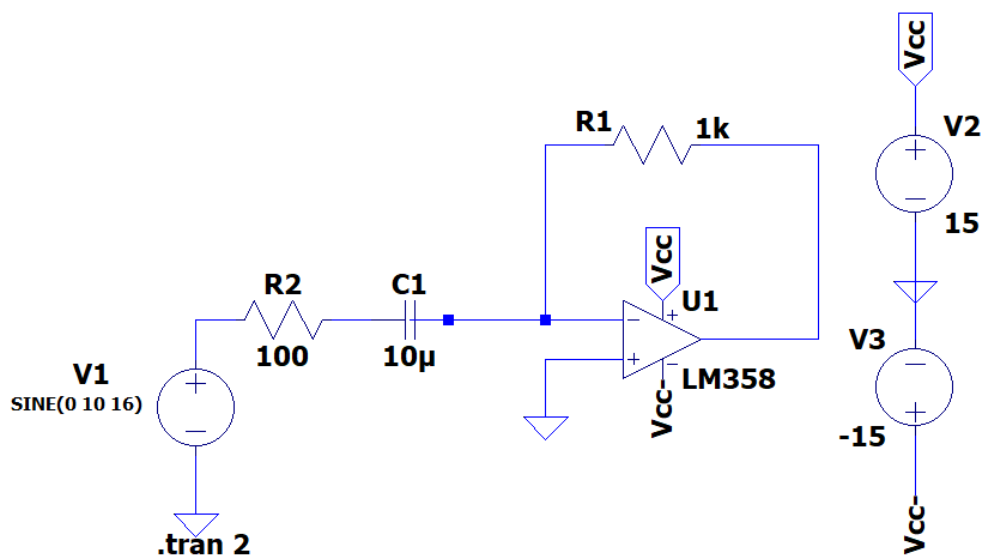 Vcc
R1
1k
V2
15
R2
C1
Vcc
U1
100
10µ
LM358
V1
SINE(0 10 16)
Vcc-
V3
-15
Vcc-
.tran 2